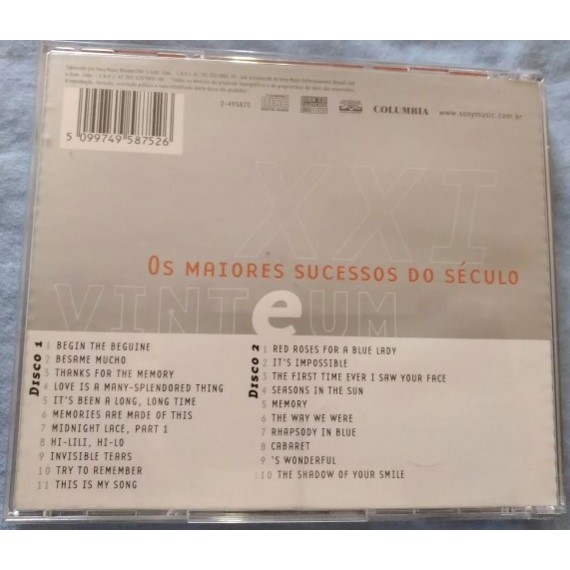 2-495871
COLUMBIA
www.sonymusic.com.br
5 099749 587526
XXI
OS MAIORES SUCESSOS DO SÉCULO
VINTeUM
Disco 1
1 BEGIN THE BEGUINE
2 BESAME MUCHO
3 THANKS FOR THE MEMORY
4 LOVE IS A MANY-SPLENDORED THING
5 IT'S BEEN A LONG, LONG TIME
6 MEMORIES ARE MADE OF THIS
7 MIDNIGHT LACE, PART 1
8 HI-LILI, HI-LO
9 INVISIBLE TEARS
10 TRY TO REMEMBER
11 THIS IS MY SONG
Disco 2
1 RED ROSES FOR A BLUE LADY
2 IT'S IMPOSSIBLE
3 THE FIRST TIME EVER I SAW YOUR FACE
4 SEASONS IN THE SUN
5 MEMORY
6 THE WAY WE WERE
7 RHAPSODY IN BLUE
8 CABARET
9 'S WONDERFUL
10 THE SHADOW OF YOUR SMILE